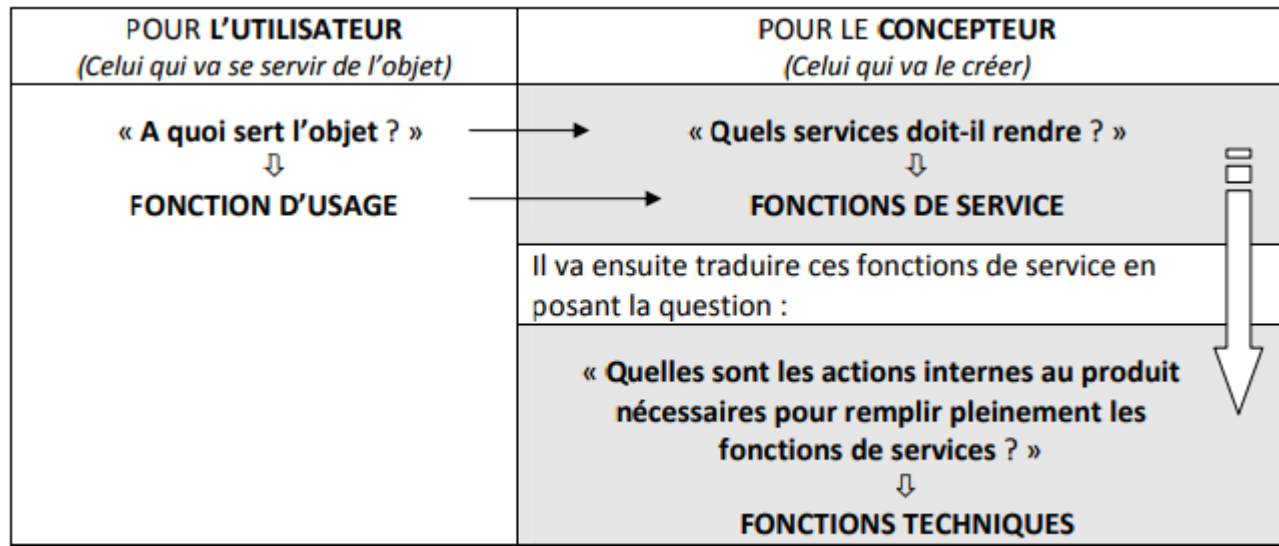 POUR L'UTILISATEUR
(Celui qui va se servir de l'objet)
« A quoi sert l'objet ? »
⇩
FONCTION D'USAGE
POUR LE CONCEPTEUR
(Celui qui va le créer)
« Quels services doit-il rendre ? »
⇩
FONCTIONS DE SERVICE
Il va ensuite traduire ces fonctions de service en
posant la question :
« Quelles sont les actions internes au produit
nécessaires pour remplir pleinement les
fonctions de services ? »
⇩
FONCTIONS TECHNIQUES